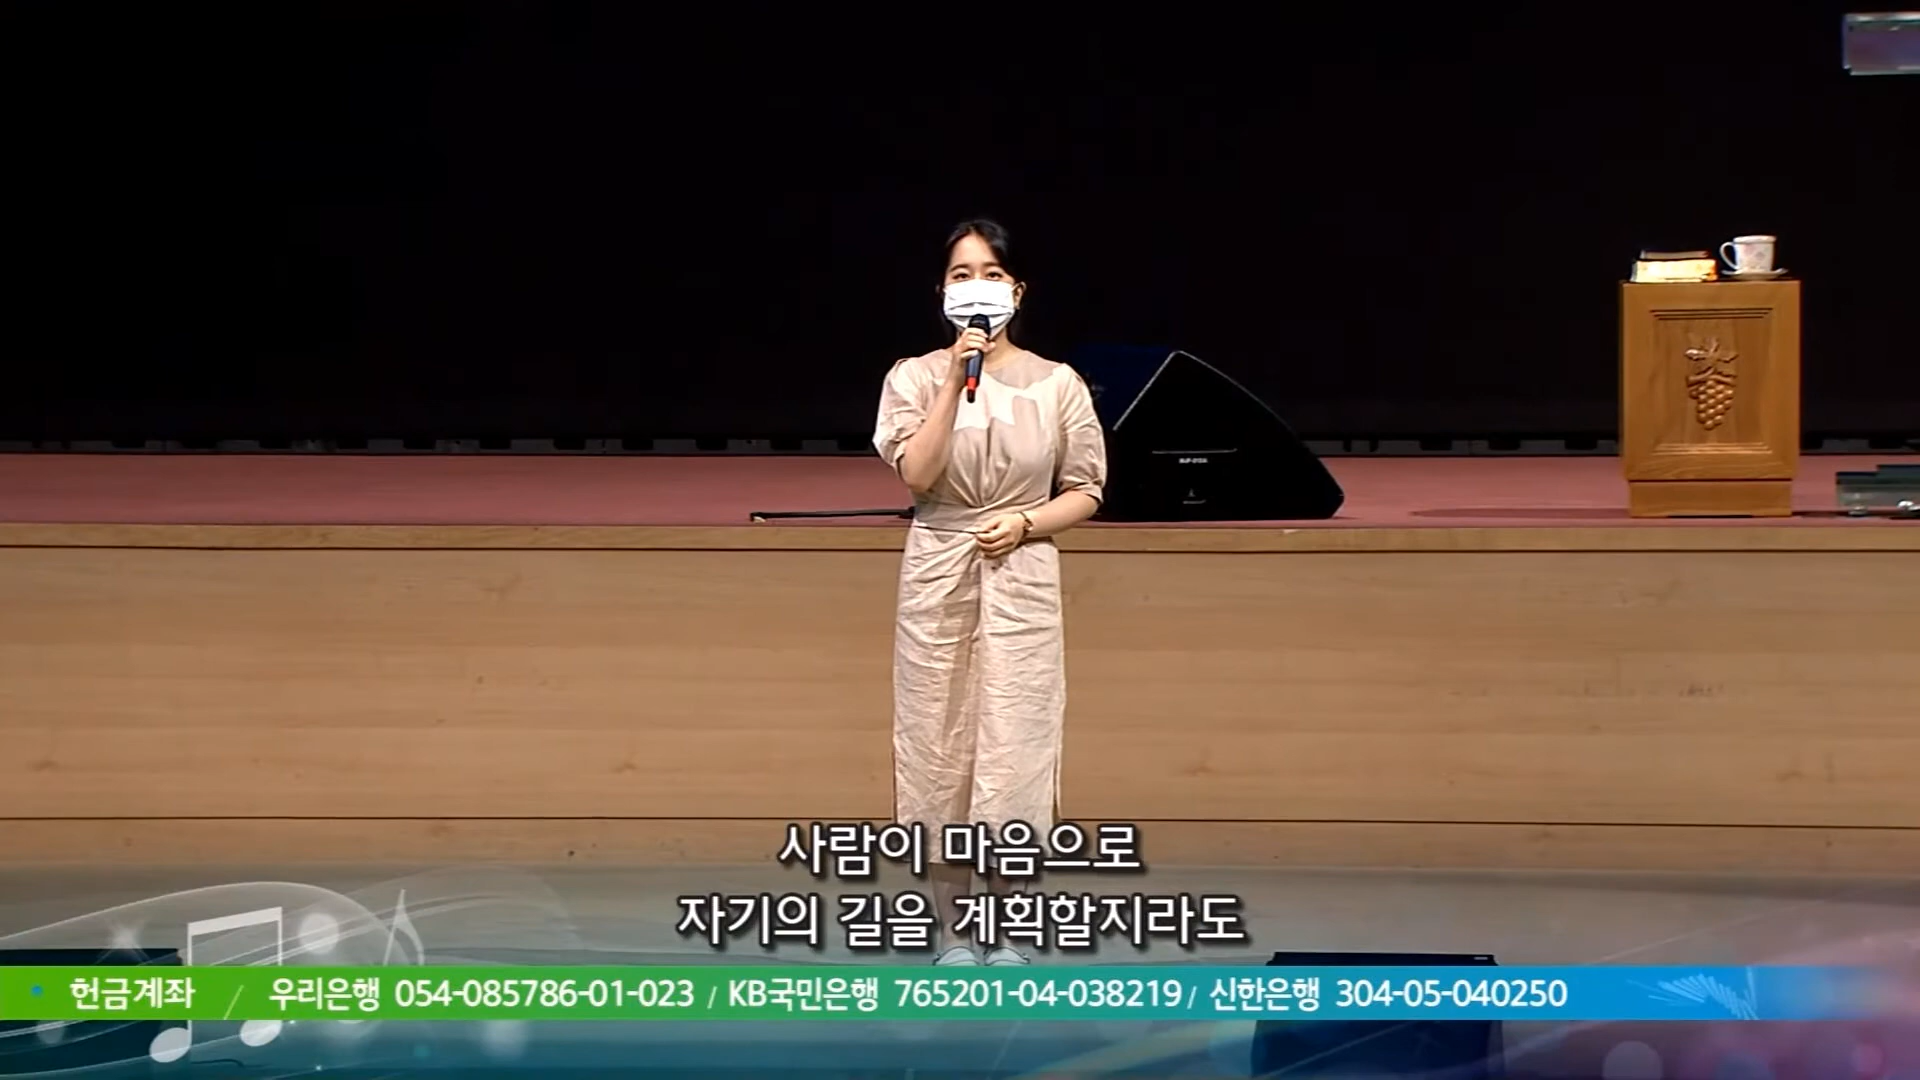 사람이 마음으로
자기의 길을 계획할지라도
헌금계좌 / 우리은행 054-085786-01-023 / KB국민은행 765201-04-038219 / 신한은행 304-05-040250